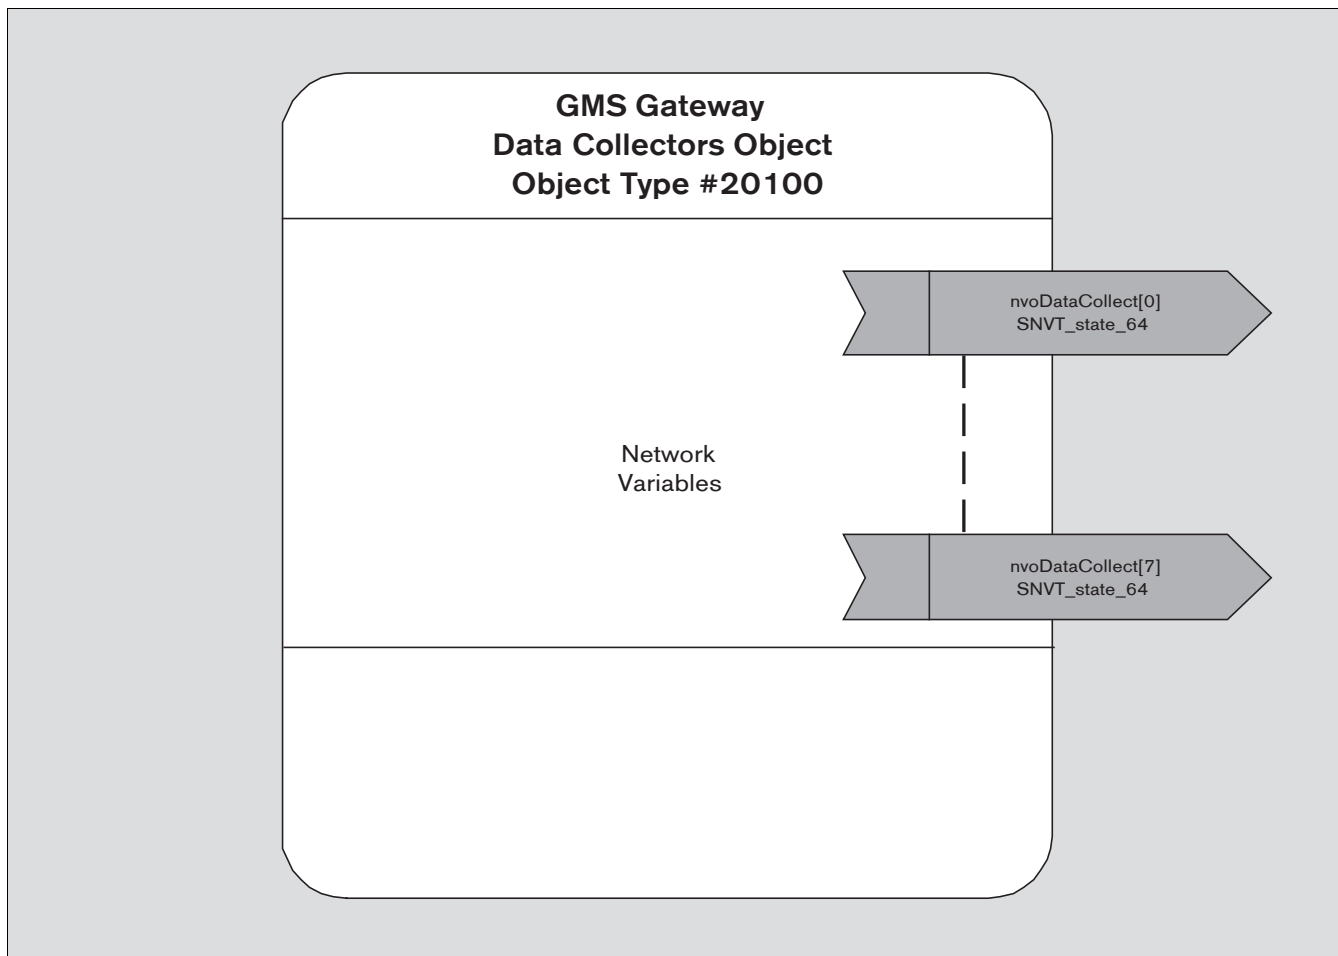 GMS Gateway
Data Collectors Object
Object Type #20100
nvoDataCollect[0]
SNVT_state_64
Network
Variables
nvoDataCollect[7]
SNVT_state_64